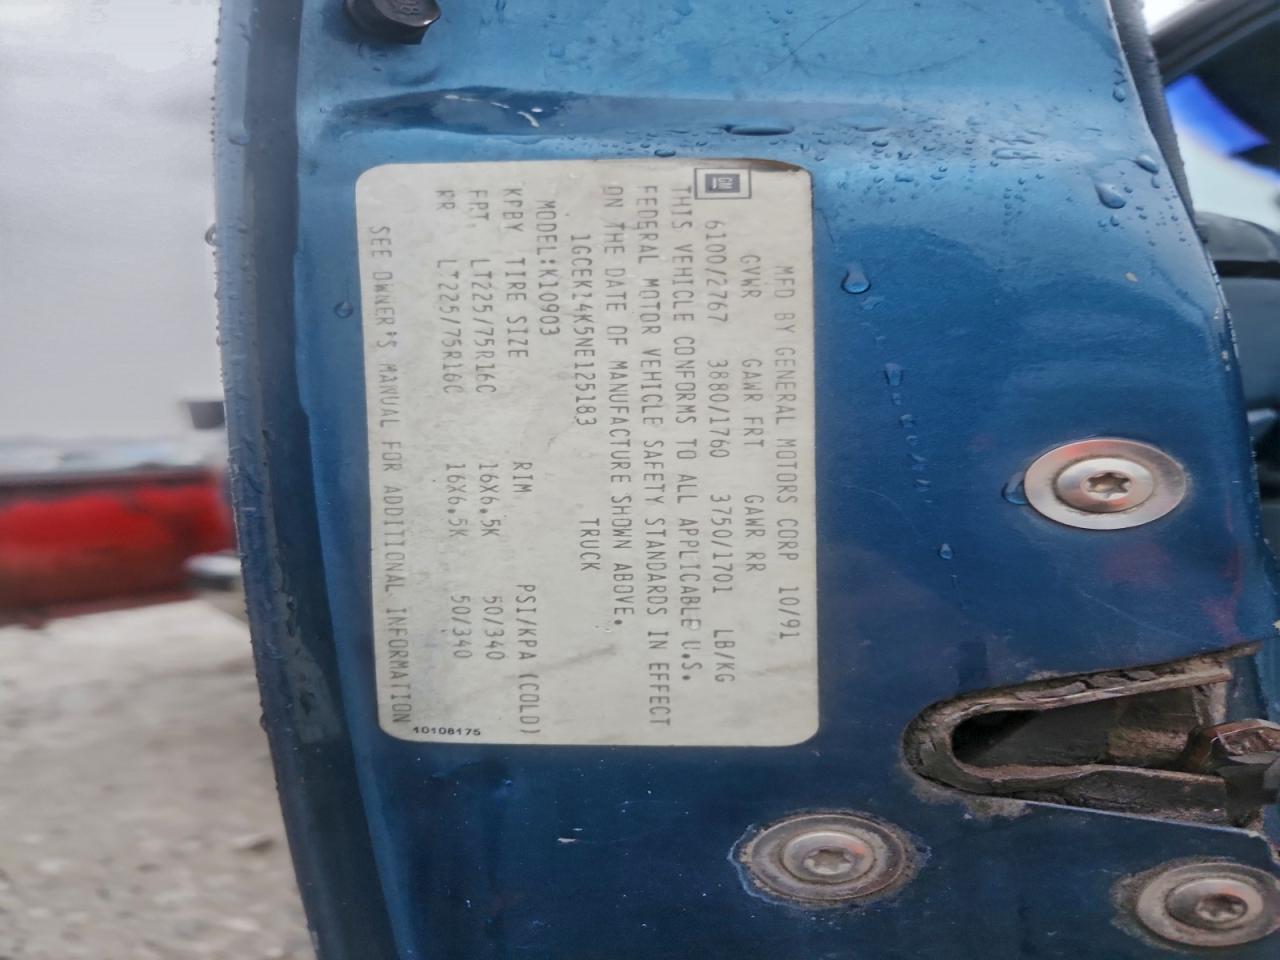 MFD BY GENERAL MOTORS CORP 10/91
GM
GVWR GAWR FRT GAWR RR
6100/2767 3880/1760 3750/1701 LB/KG
THIS VEHICLE CONFORMS TO ALL APPLICABLE U.S.
FEDERAL MOTOR VEHICLE SAFETY STANDARDS IN EFFECT
ON THE DATE OF MANUFACTURE SHOWN ABOVE.
1GCEK14K5NE125183 TRUCK
MODEL:K10903
TIRE SIZE RIM PSI/KPA (COLD)
FRT. LT225/75R16C 16X6.5K 50/340
RR LT225/75R16C 16X6.5K 50/340
SEE OWNER'S MANUAL FOR ADDITIONAL INFORMATION
10108175